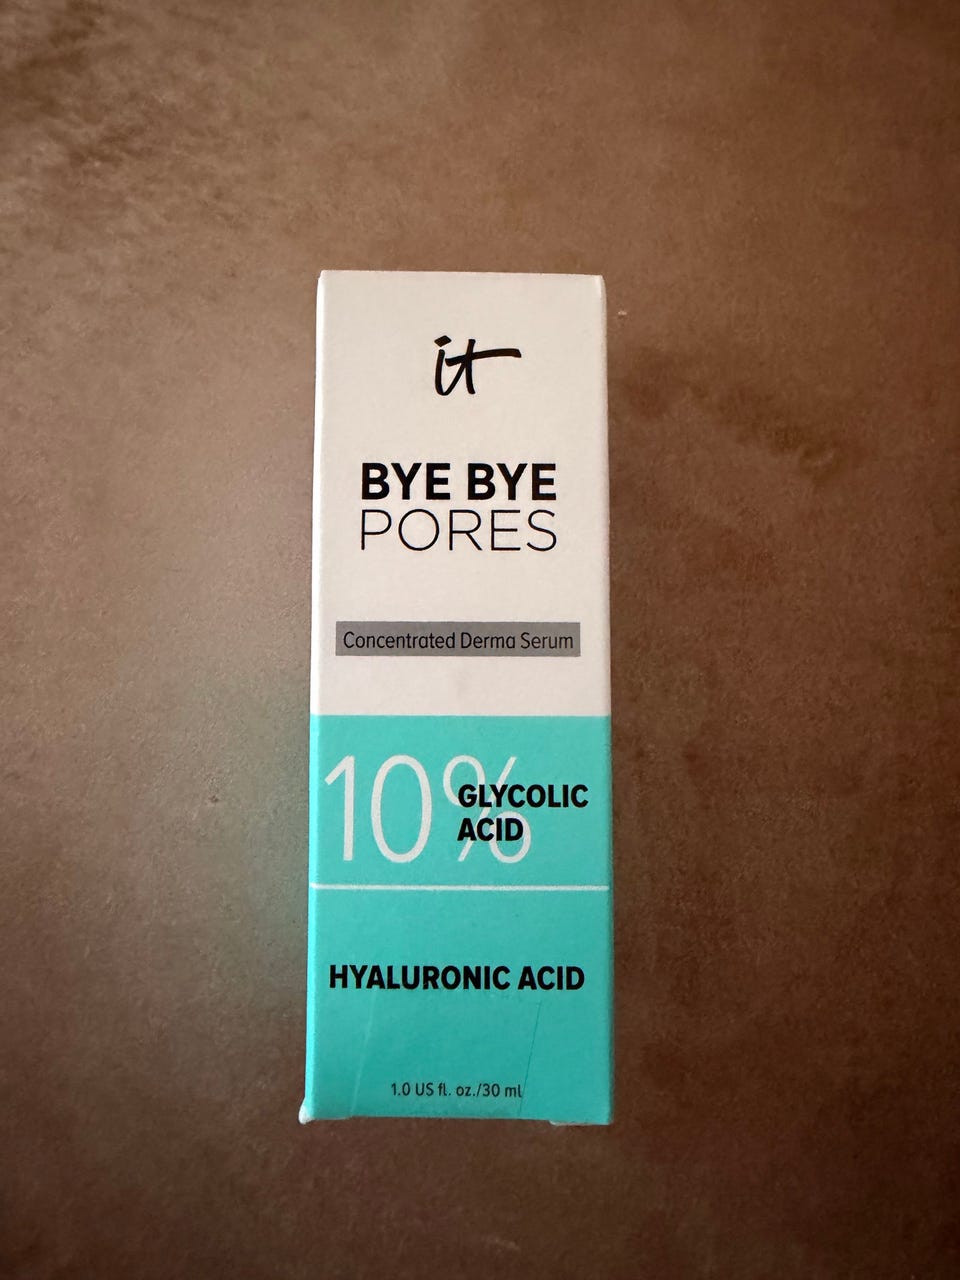 it
BYE BYE
PORES
Concentrated Derma Serum
10% GLYCOLIC
ACID
HYALURONIC ACID
1.0 US fl. oz./30 ml